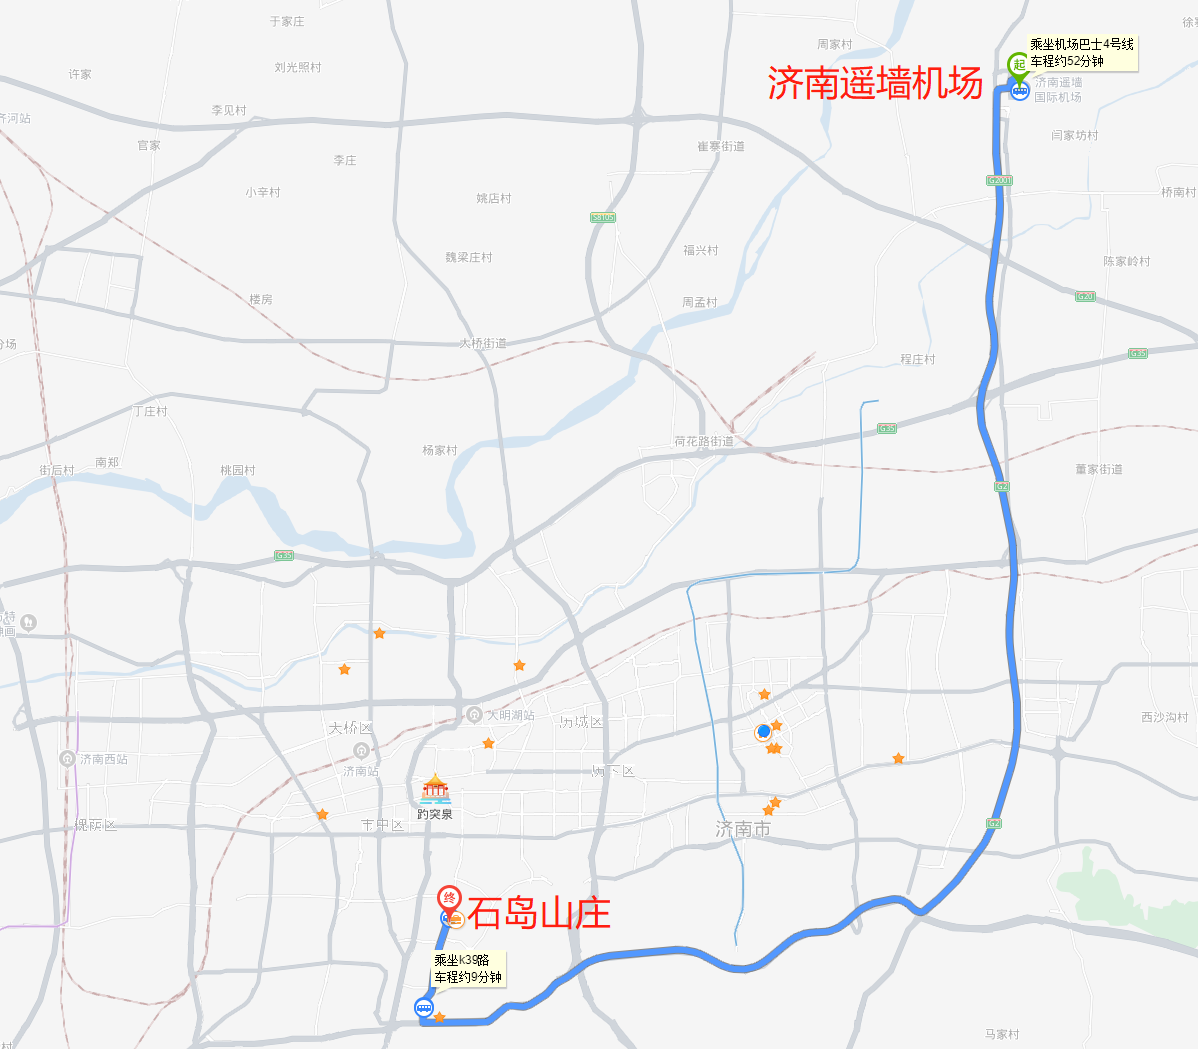 于家庄
徐寨
周家村
乘坐机场巴士4号线
车程约52分钟
起
刘光照村
许家
济南遥墙机场
济南遥墙
国际机场
李见村
齐河站
官家
李庄
崔寨街道
闫家坊村
小辛村
姚店村
G2001
桥南村
S8105
魏梁庄村
福兴村
陈家岭村
楼房
周孟村
G20
大桥街道
程庄村
G35
丁庄村
杨家村
荷花路街道
G35
南郑
街后村
桃园村
董家街道
G2
G35
大桥区
大明湖站
历城区
西沙沟村
济南西站
济南站
历下区
趵突泉
槐荫区
市中区
济南市
G2
终
石岛山庄
乘坐k39路
车程约9分钟
马家村